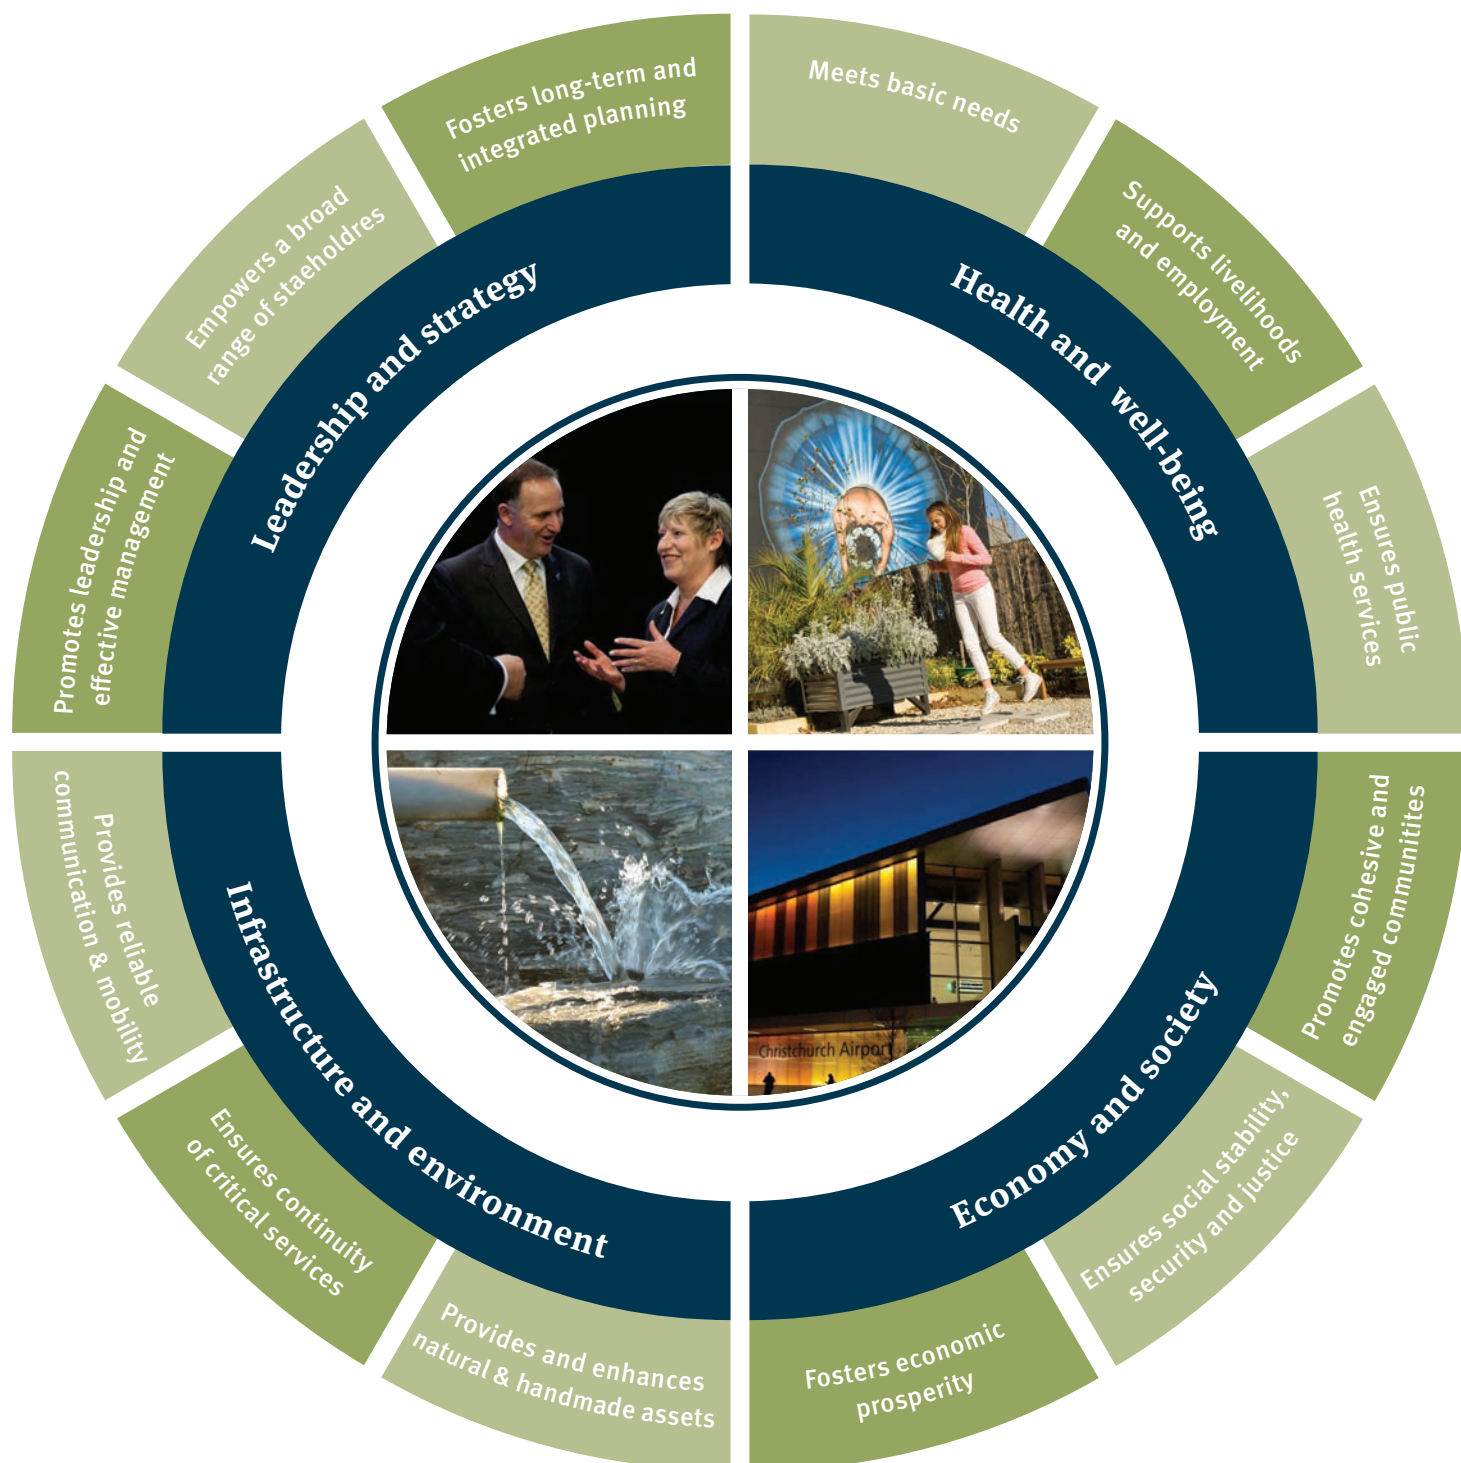 Fosters long-term and
integrated planning
Meets basic needs
Empowers a broad
range of staeholdres
Supports livelihoods
and employment
Leadership and strategy
Health and well-being
Promotes leadership and
effective management
Ensures public
health services
Provides reliable
communication & mobility
Promotes cohesive and
engaged communitites
Infrastructure and environment
Economy and society
Christchurch Airport
Ensures continuity
of critical services
Ensures social stability,
security and justice
Provides and enhances
natural & handmade assets
Fosters economic
prosperity